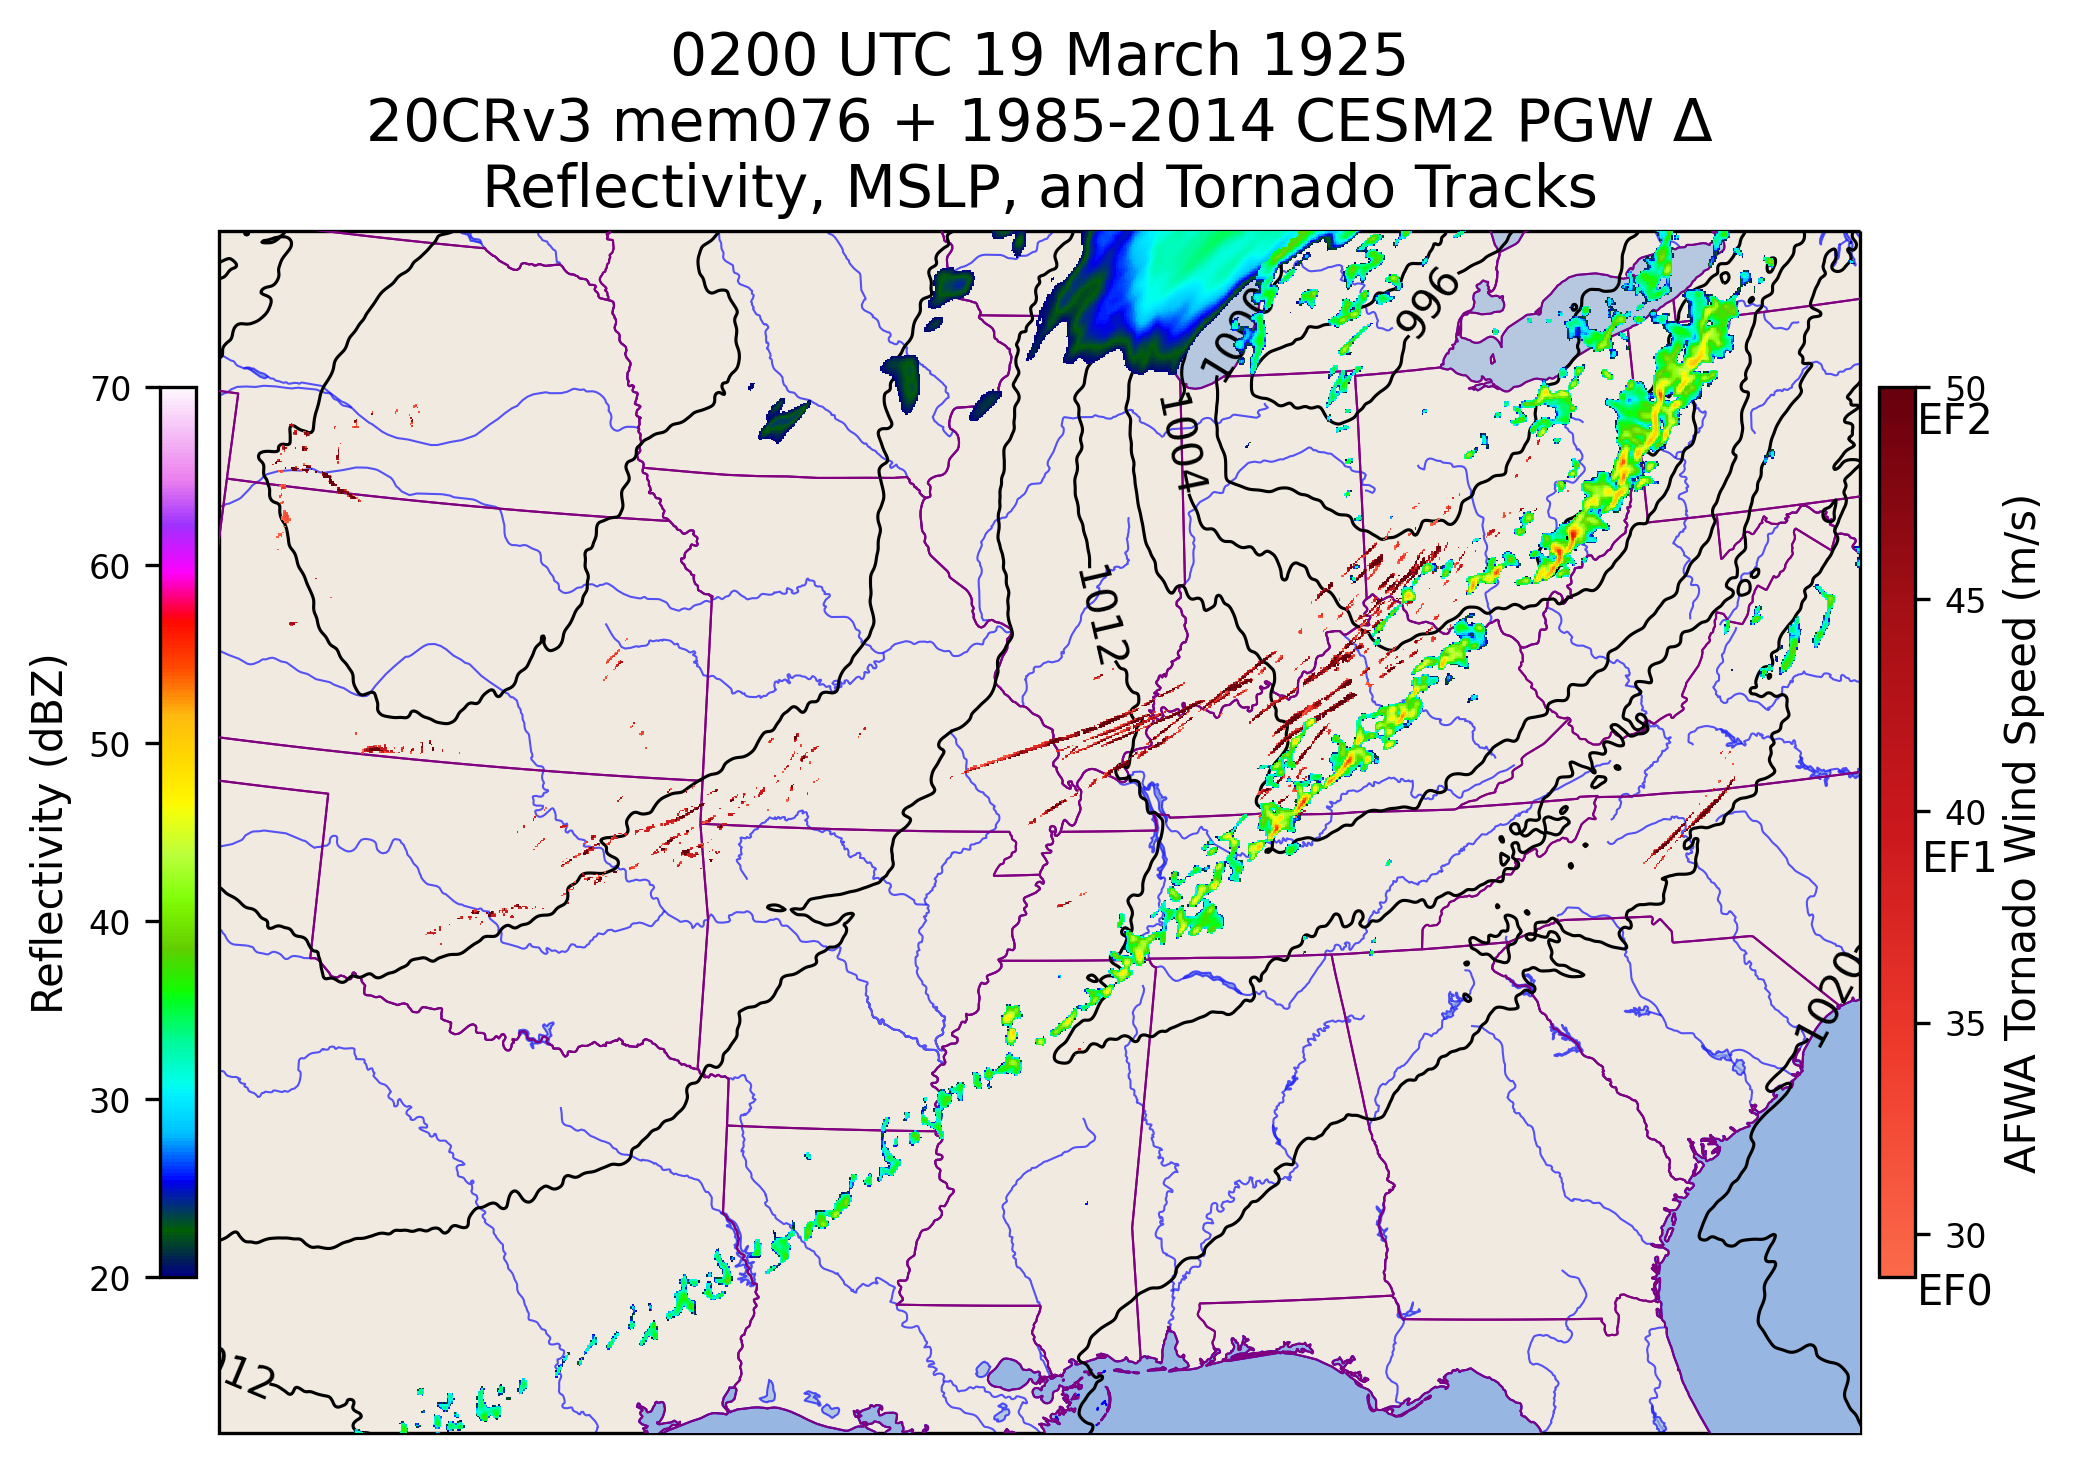 0200 UTC 19 March 1925
20CRv3 mem076 + 1985-2014 CESM2 PGW Δ
Reflectivity, MSLP, and Tornado Tracks
Reflectivity (dBZ)
70
60
50
40
30
20
996
1000
1004
1012
1020
012
50
EF2
45
40
EF1
35
30
EF0
AFWA Tornado Wind Speed (m/s)